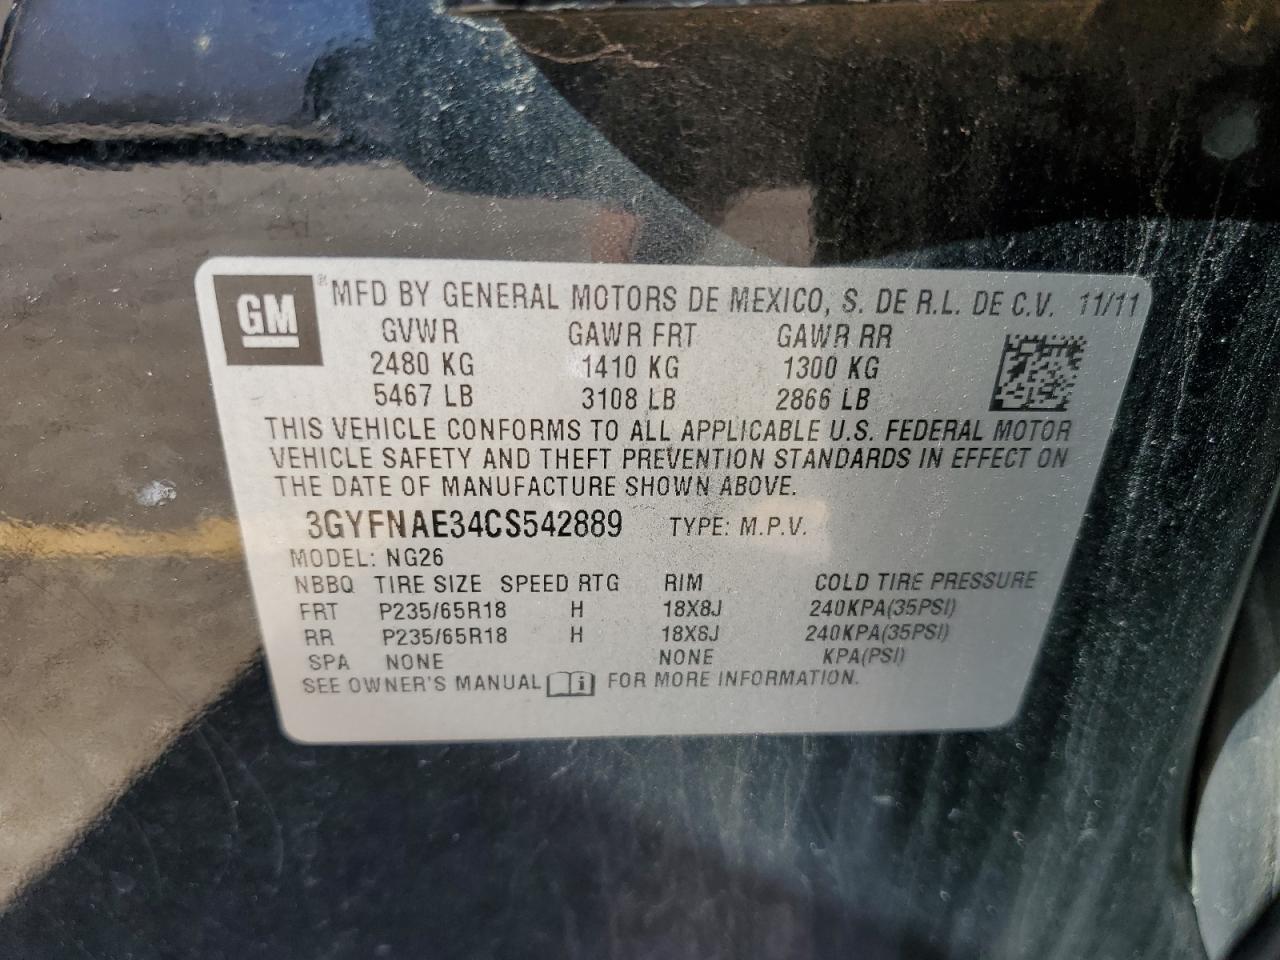 GM ® MFD BY GENERAL MOTORS DE MEXICO, S. DE R.L. DE C.V. 11/11
GVWR GAWR FRT GAWR RR
2480 KG 1410 KG 1300 KG
5467 LB 3108 LB 2866 LB
THIS VEHICLE CONFORMS TO ALL APPLICABLE U.S. FEDERAL MOTOR
VEHICLE SAFETY AND THEFT PREVENTION STANDARDS IN EFFECT ON
THE DATE OF MANUFACTURE SHOWN ABOVE.
3GYFNAE34CS542889 TYPE: M.P.V.
MODEL: NG26
NBBQ TIRE SIZE SPEED RTG RIM COLD TIRE PRESSURE
FRT P235/65R18 H 18X8J 240KPA(35PSI)
RR P235/65R18 H 18X8J 240KPA(35PSI)
SPA NONE NONE KPA(PSI)
SEE OWNER'S MANUAL i FOR MORE INFORMATION.